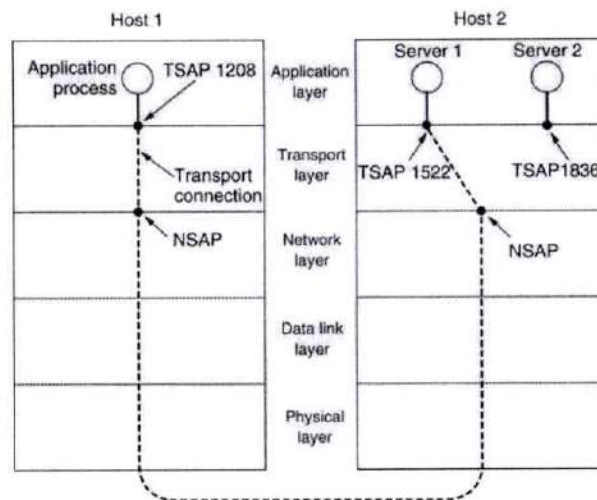 Host 1
Host 2
Application process
TSAP 1208
Application layer
Server 1
Server 2
Transport connection
Transport layer
TSAP 1522
TSAP1836
NSAP
Network layer
NSAP
Data link layer
Physical layer